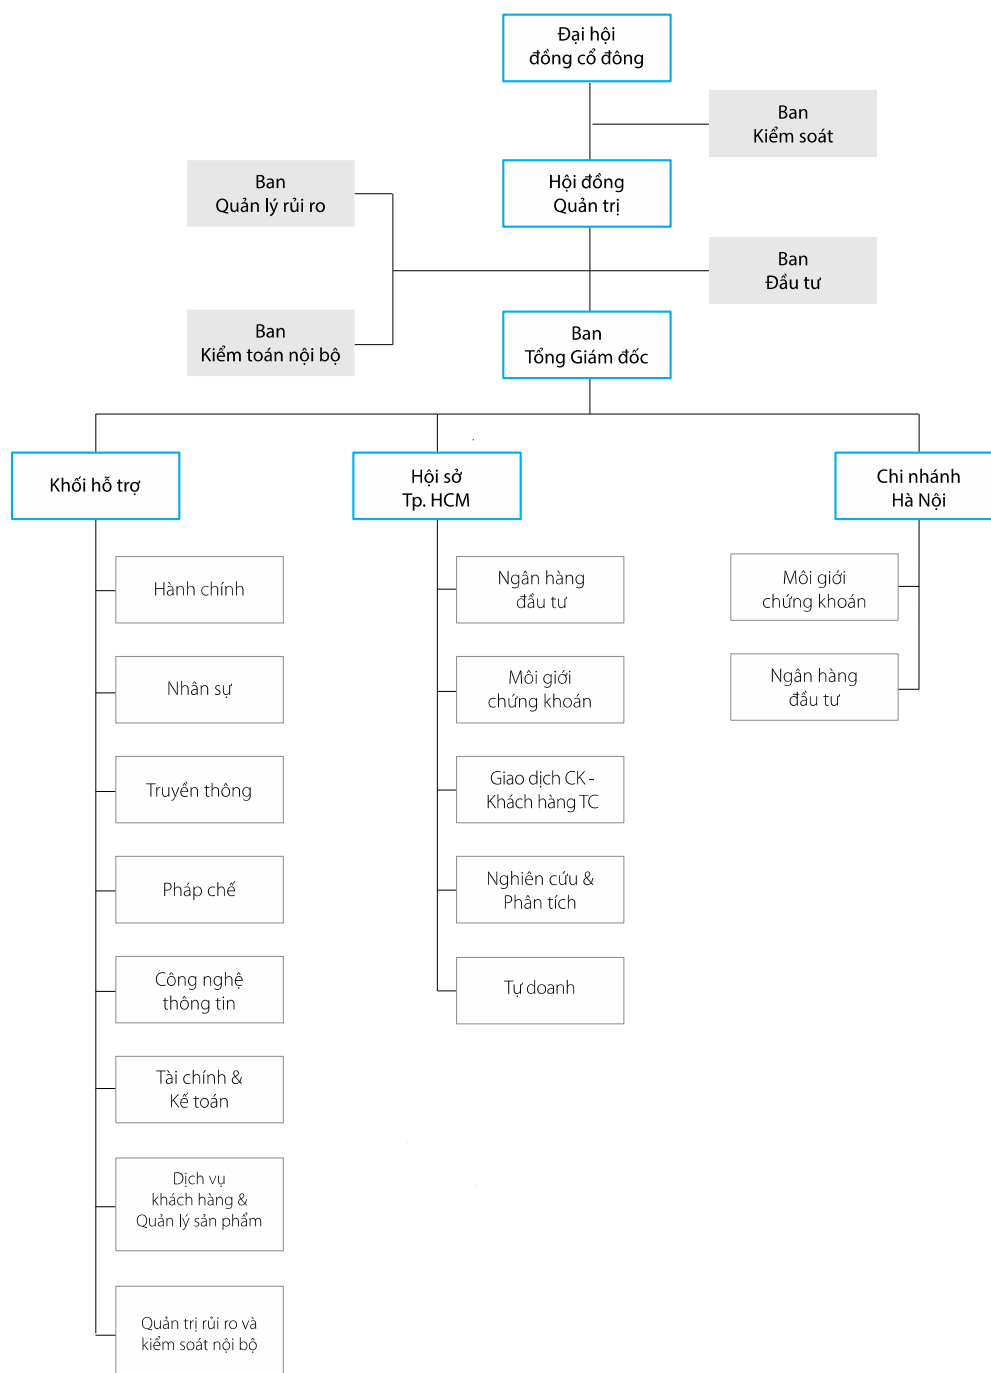 Đại hội
đồng cổ đông
Ban
Kiểm soát
Ban
Quản lý rủi ro
Hội đồng
Quản trị
Ban
Đầu tư
Ban
Kiểm toán nội bộ
Ban
Tổng Giám đốc
Khối hỗ trợ
Hội sở
Tp. HCM
Chi nhánh
Hà Nội
Hành chính
Nhân sự
Truyền thông
Pháp chế
Công nghệ
thông tin
Tài chính &
Kế toán
Dịch vụ
khách hàng &
Quản lý sản phẩm
Quản trị rủi ro và
kiểm soát nội bộ
Ngân hàng
đầu tư
Môi giới
chứng khoán
Giao dịch CK -
Khách hàng TC
Nghiên cứu &
Phân tích
Tự doanh
Môi giới
chứng khoán
Ngân hàng
đầu tư